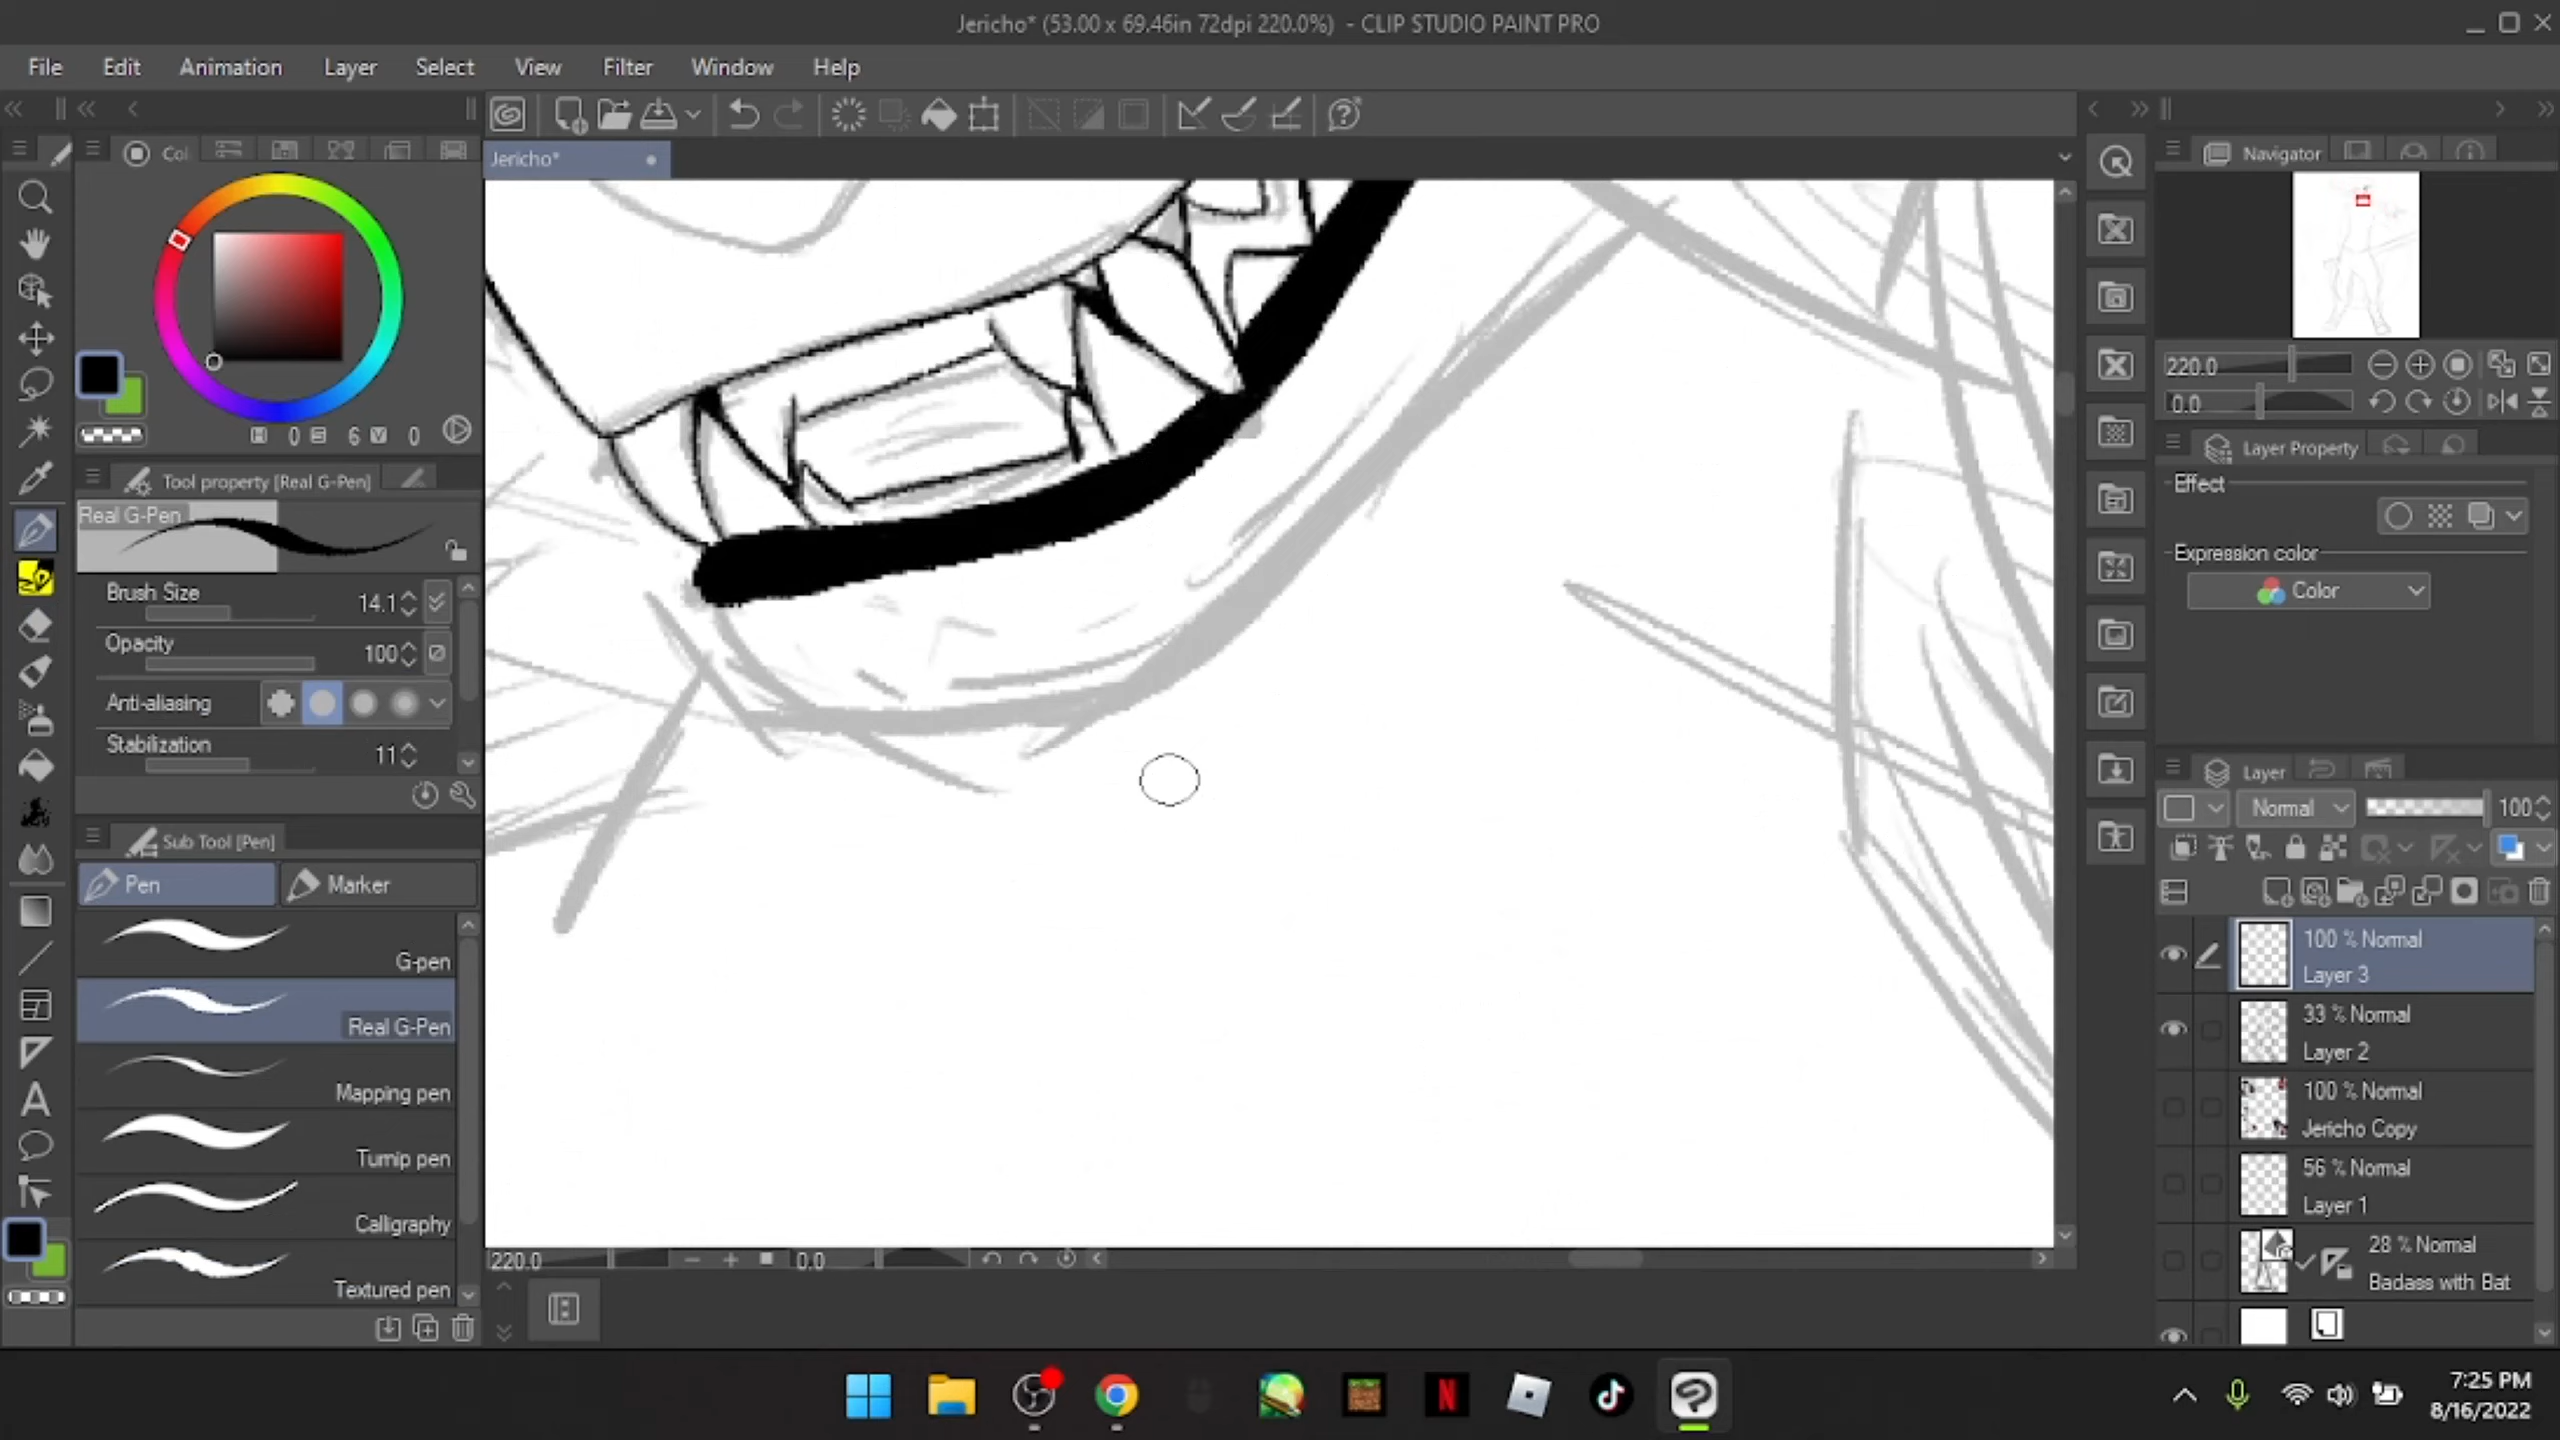 Jericho* (53.00 x 69.46in 72dpi 220.0%) - CLIP STUDIO PAINT PRO
File Edit Animation Layer Select View Filter Window Help
Col
Jericho*
Navigator
220.0
0.0
H 0 S 6 V 0
Tool property [Real G-Pen]
Real G-Pen
Brush Size 14.1
Opacity 100
Anti-aliasing
Stabilization 11
Sub Tool [Pen]
Pen Marker
G-pen
Real G-Pen
Mapping pen
Turnip pen
Calligraphy
Textured pen
220.0 0.0
Layer Property
Effect
Expression color
Color
Layer
Normal 100
100 % Normal
Layer 3
33 % Normal
Layer 2
100 % Normal
Jericho Copy
56 % Normal
Layer 1
28 % Normal
Badass with Bat
7:25 PM
8/16/2022